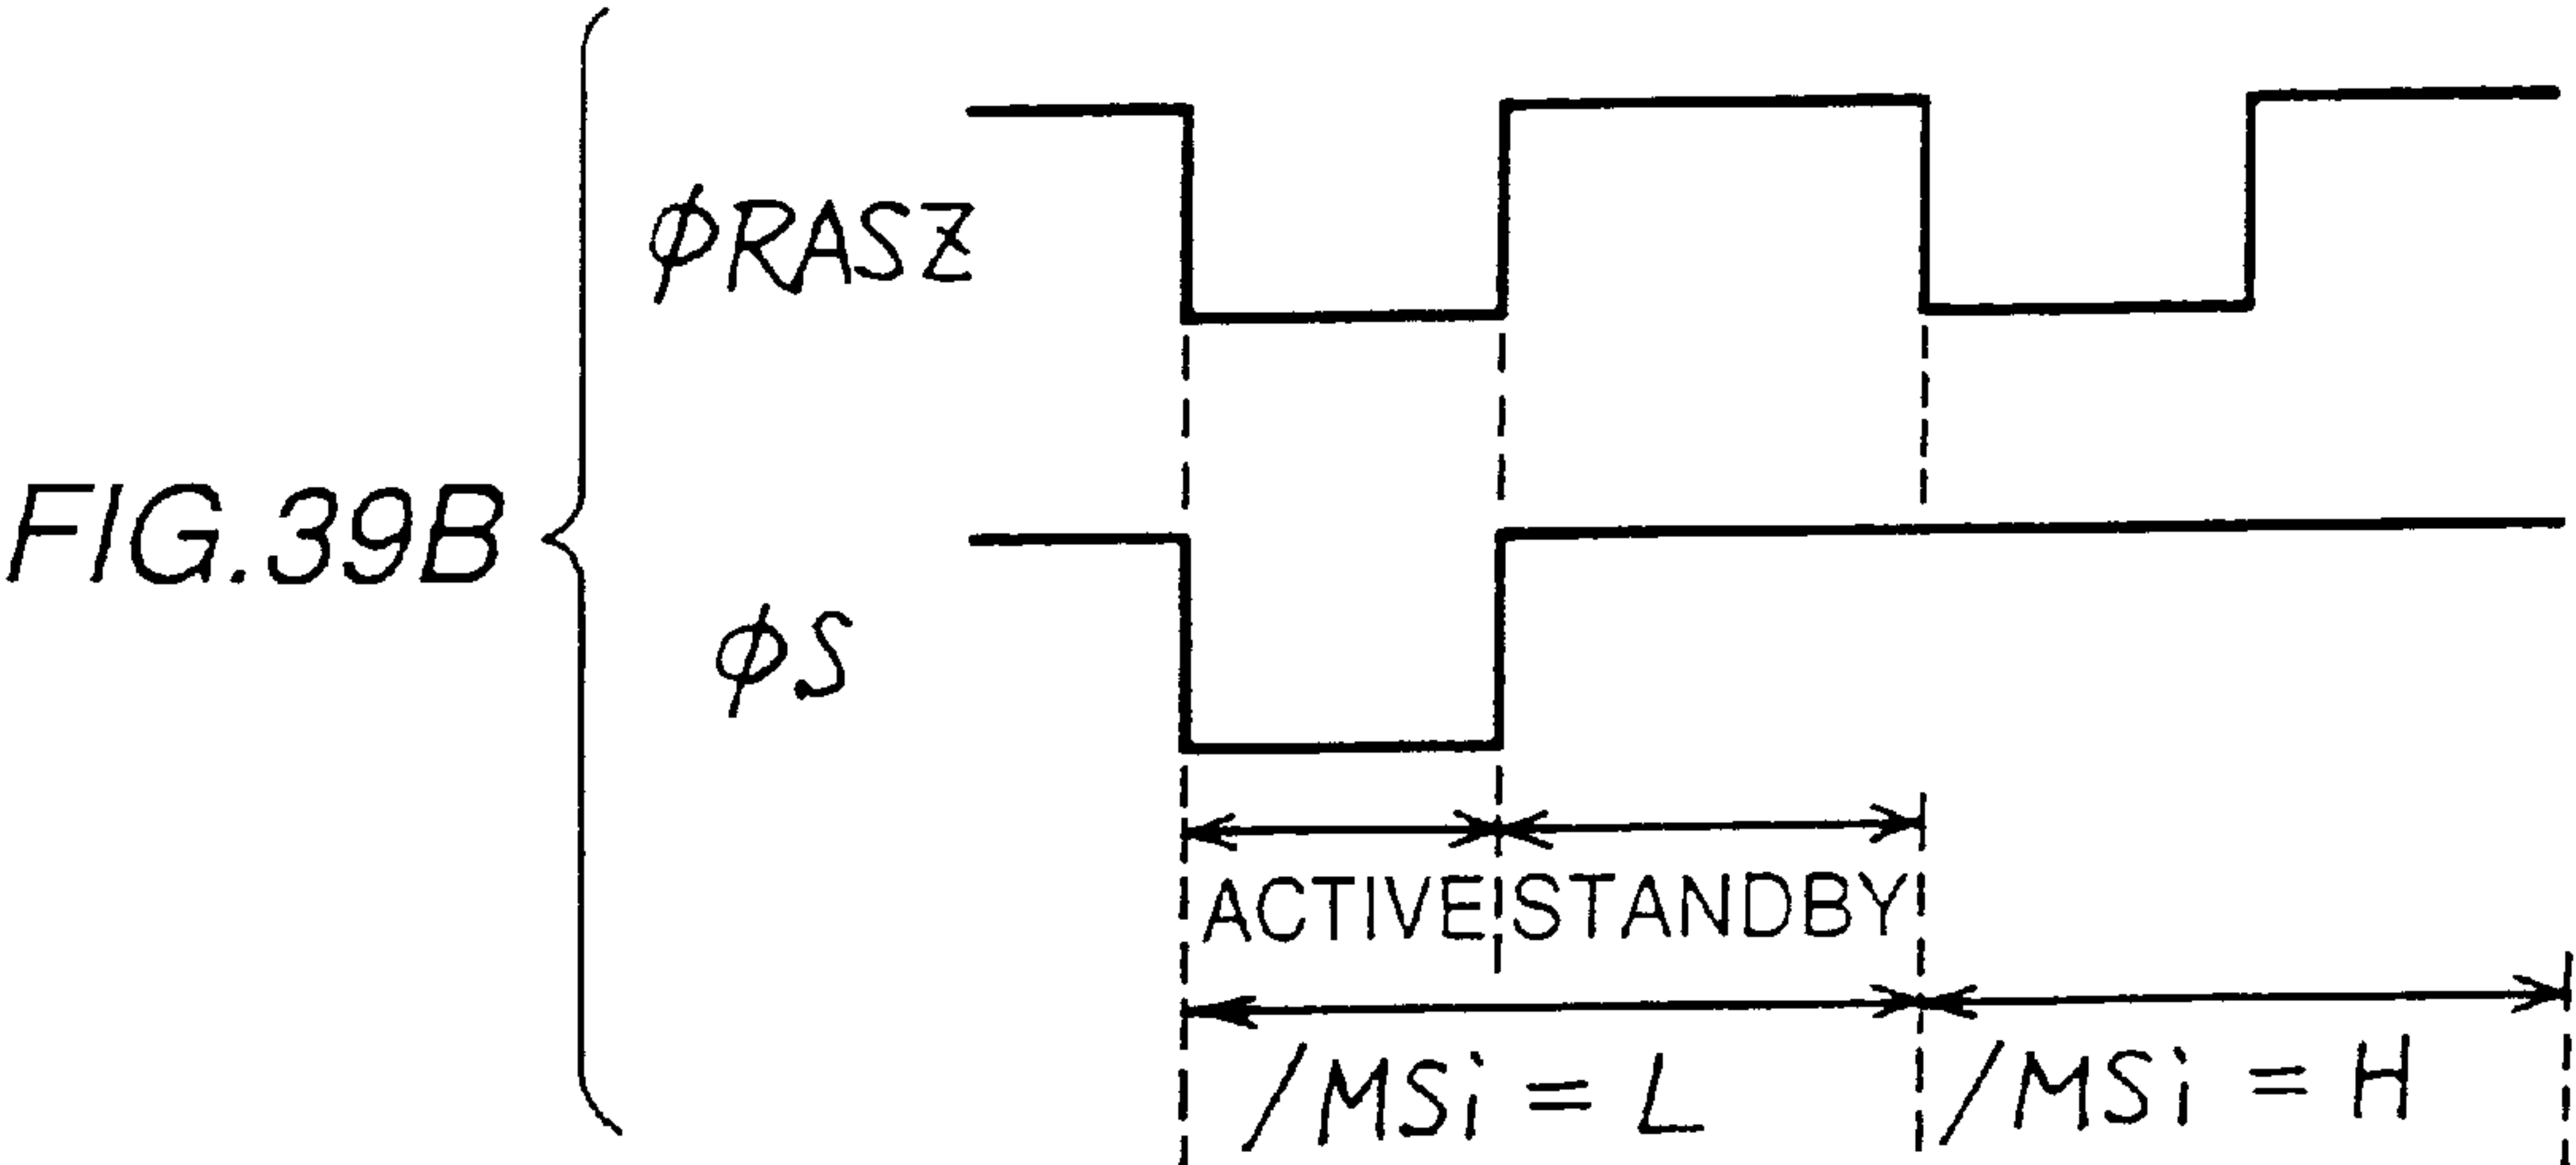 FIG.39B
φRASZ
φS
ACTIVE STANDBY
/MSi = L /MSi = H